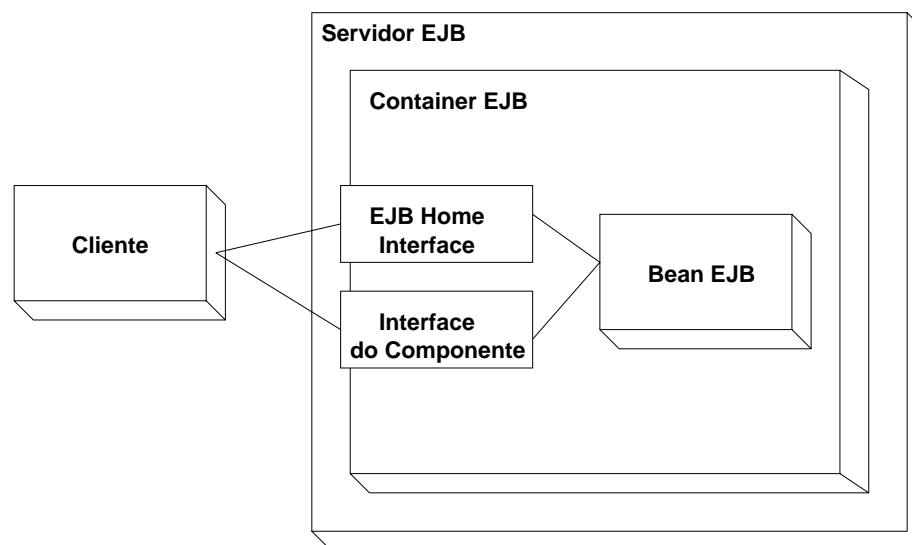 Servidor EJB
Container EJB
EJB Home
Interface
Cliente
Bean EJB
Interface
do Componente